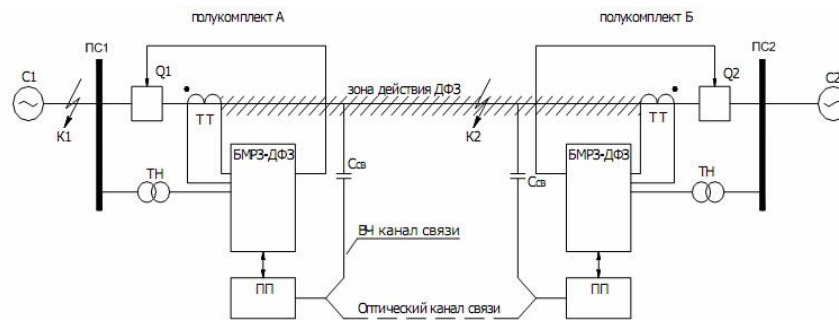 полукомплект А
полукомплект Б
ПС1
ПС2
С1
Q1
Q2
С2
зона действия ДФЗ
К1
ТТ
К2
ТТ
БМРЗ-ДФЗ
Ссв
Ссв
БМРЗ-ДФЗ
ТН
ТН
ВЧ канал связи
ПП
Оптический канал связи
ПП